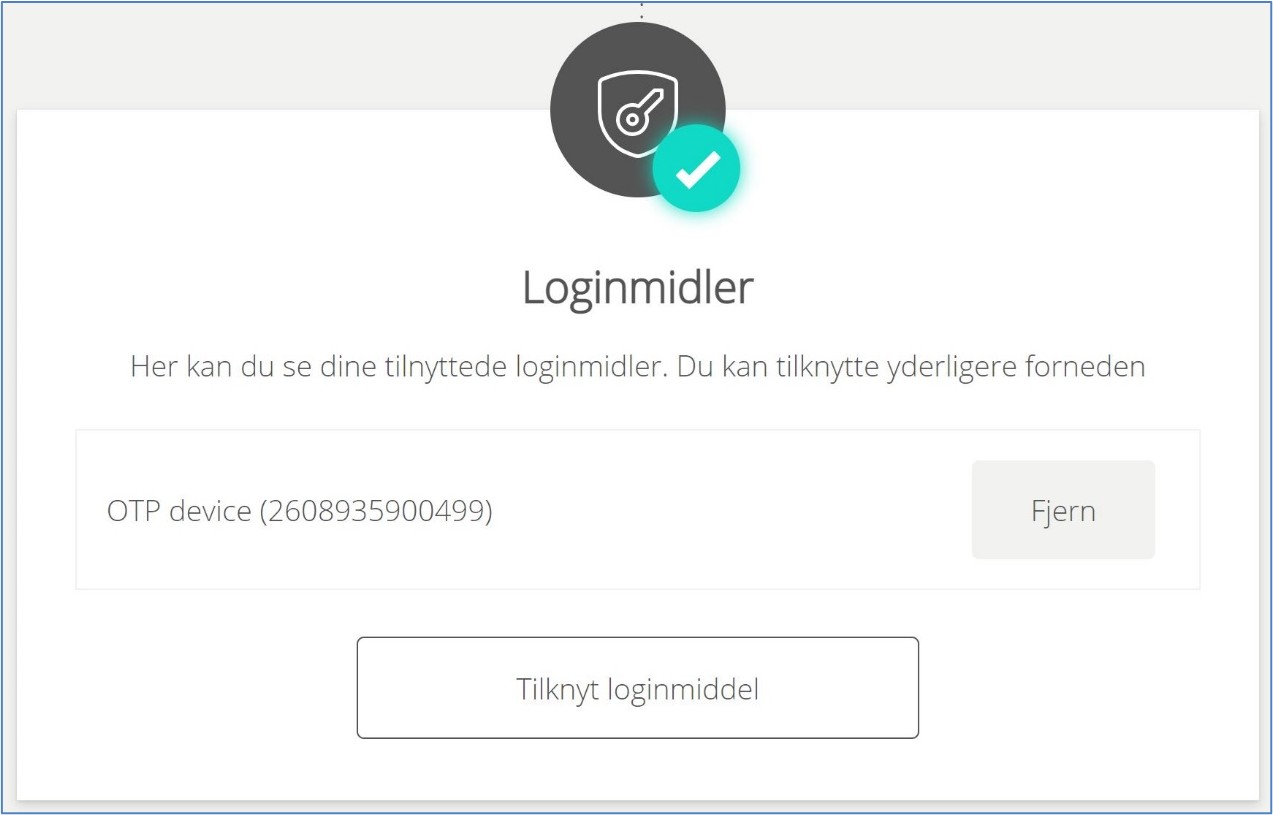 Loginmidler
Her kan du se dine tilnyttede loginmidler. Du kan tilknytte yderligere forneden
OTP device (2608935900499)
Fjern
Tilknyt loginmiddel